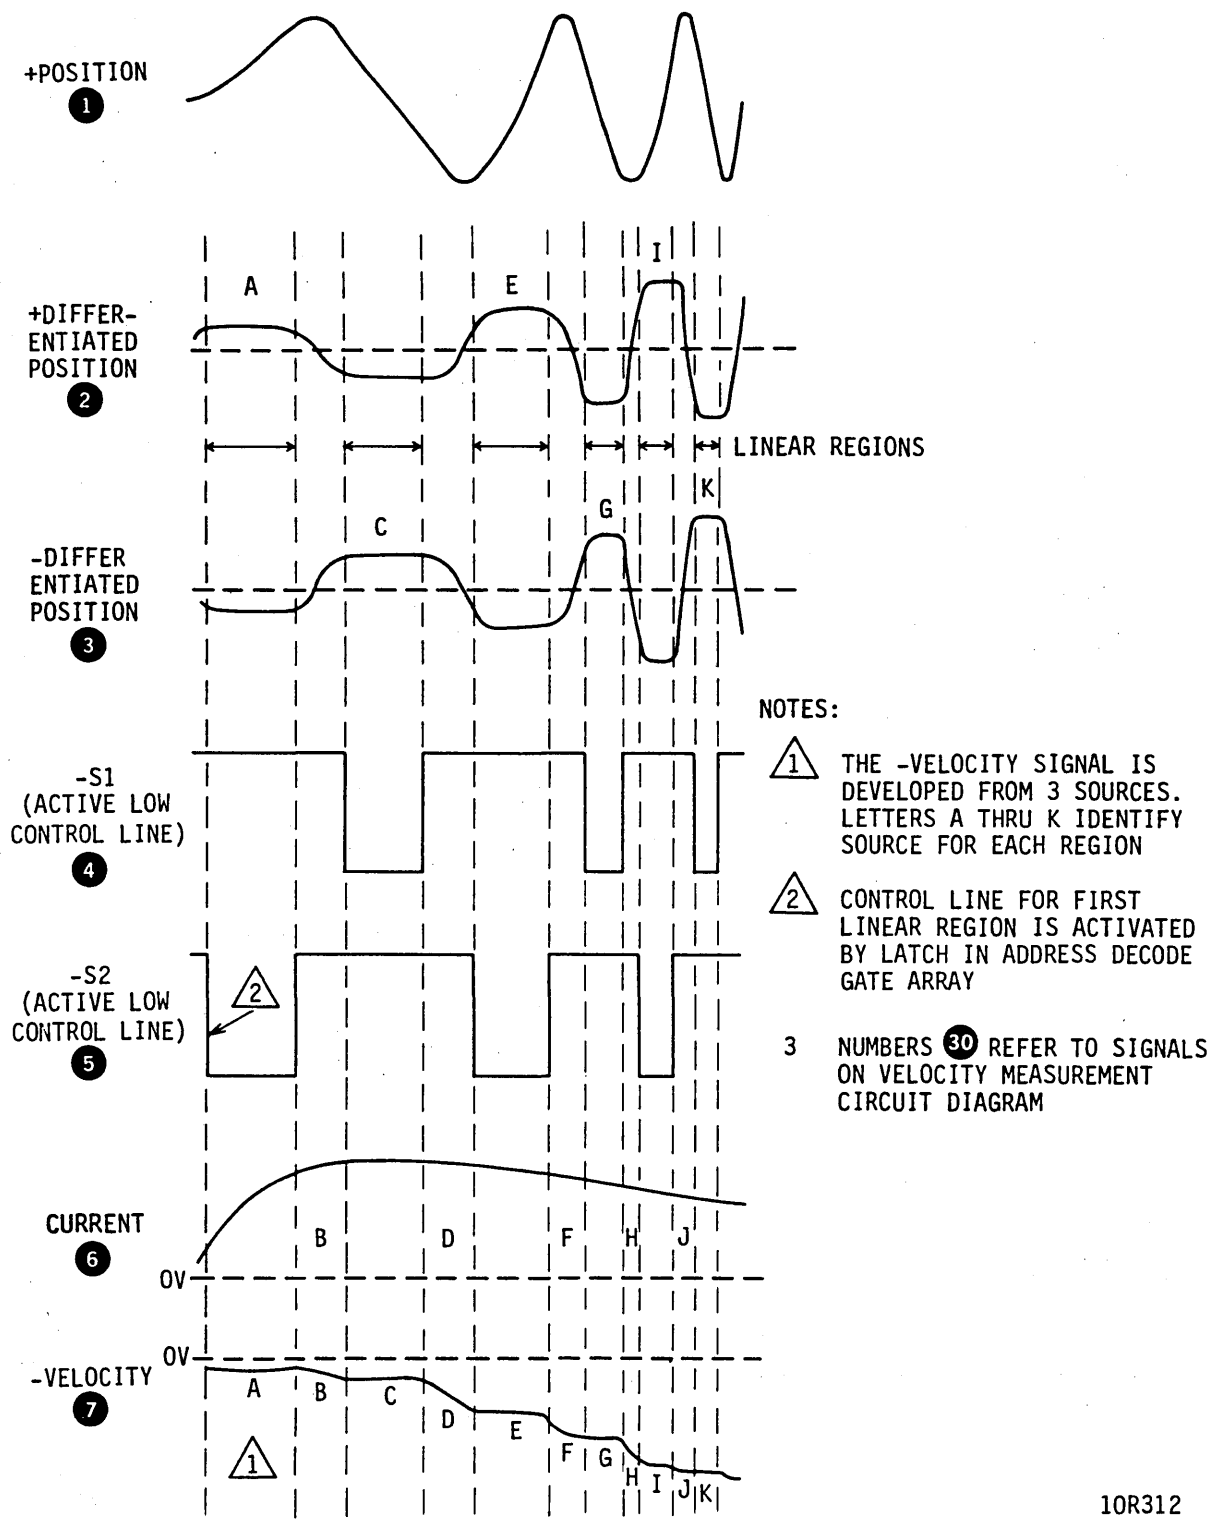 +POSITION
1
A
E
I
+DIFFER-
ENTIATED
POSITION
2
LINEAR REGIONS
C
G
K
-DIFFER
ENTIATED
POSITION
3
-S1
(ACTIVE LOW
CONTROL LINE)
4
-S2
(ACTIVE LOW
CONTROL LINE)
5
2
NOTES:
1 THE -VELOCITY SIGNAL IS
DEVELOPED FROM 3 SOURCES.
LETTERS A THRU K IDENTIFY
SOURCE FOR EACH REGION
2 CONTROL LINE FOR FIRST
LINEAR REGION IS ACTIVATED
BY LATCH IN ADDRESS DECODE
GATE ARRAY
3 NUMBERS 30 REFER TO SIGNALS
ON VELOCITY MEASUREMENT
CIRCUIT DIAGRAM
CURRENT
6
B D F H J
0V
0V
-VELOCITY
7
A B C D E F G H I J K
1
10R312